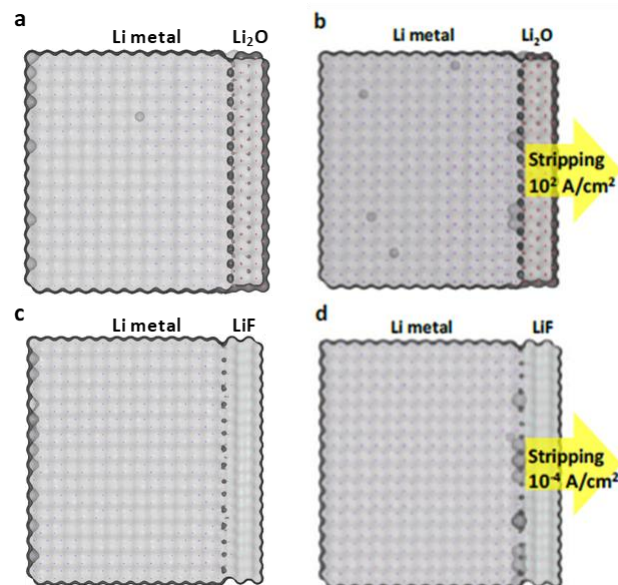 a
Li metal Li₂O
b
Li metal Li₂O
Stripping
10² A/cm²
c
Li metal LiF
d
Li metal LiF
Stripping
10⁻⁴ A/cm²